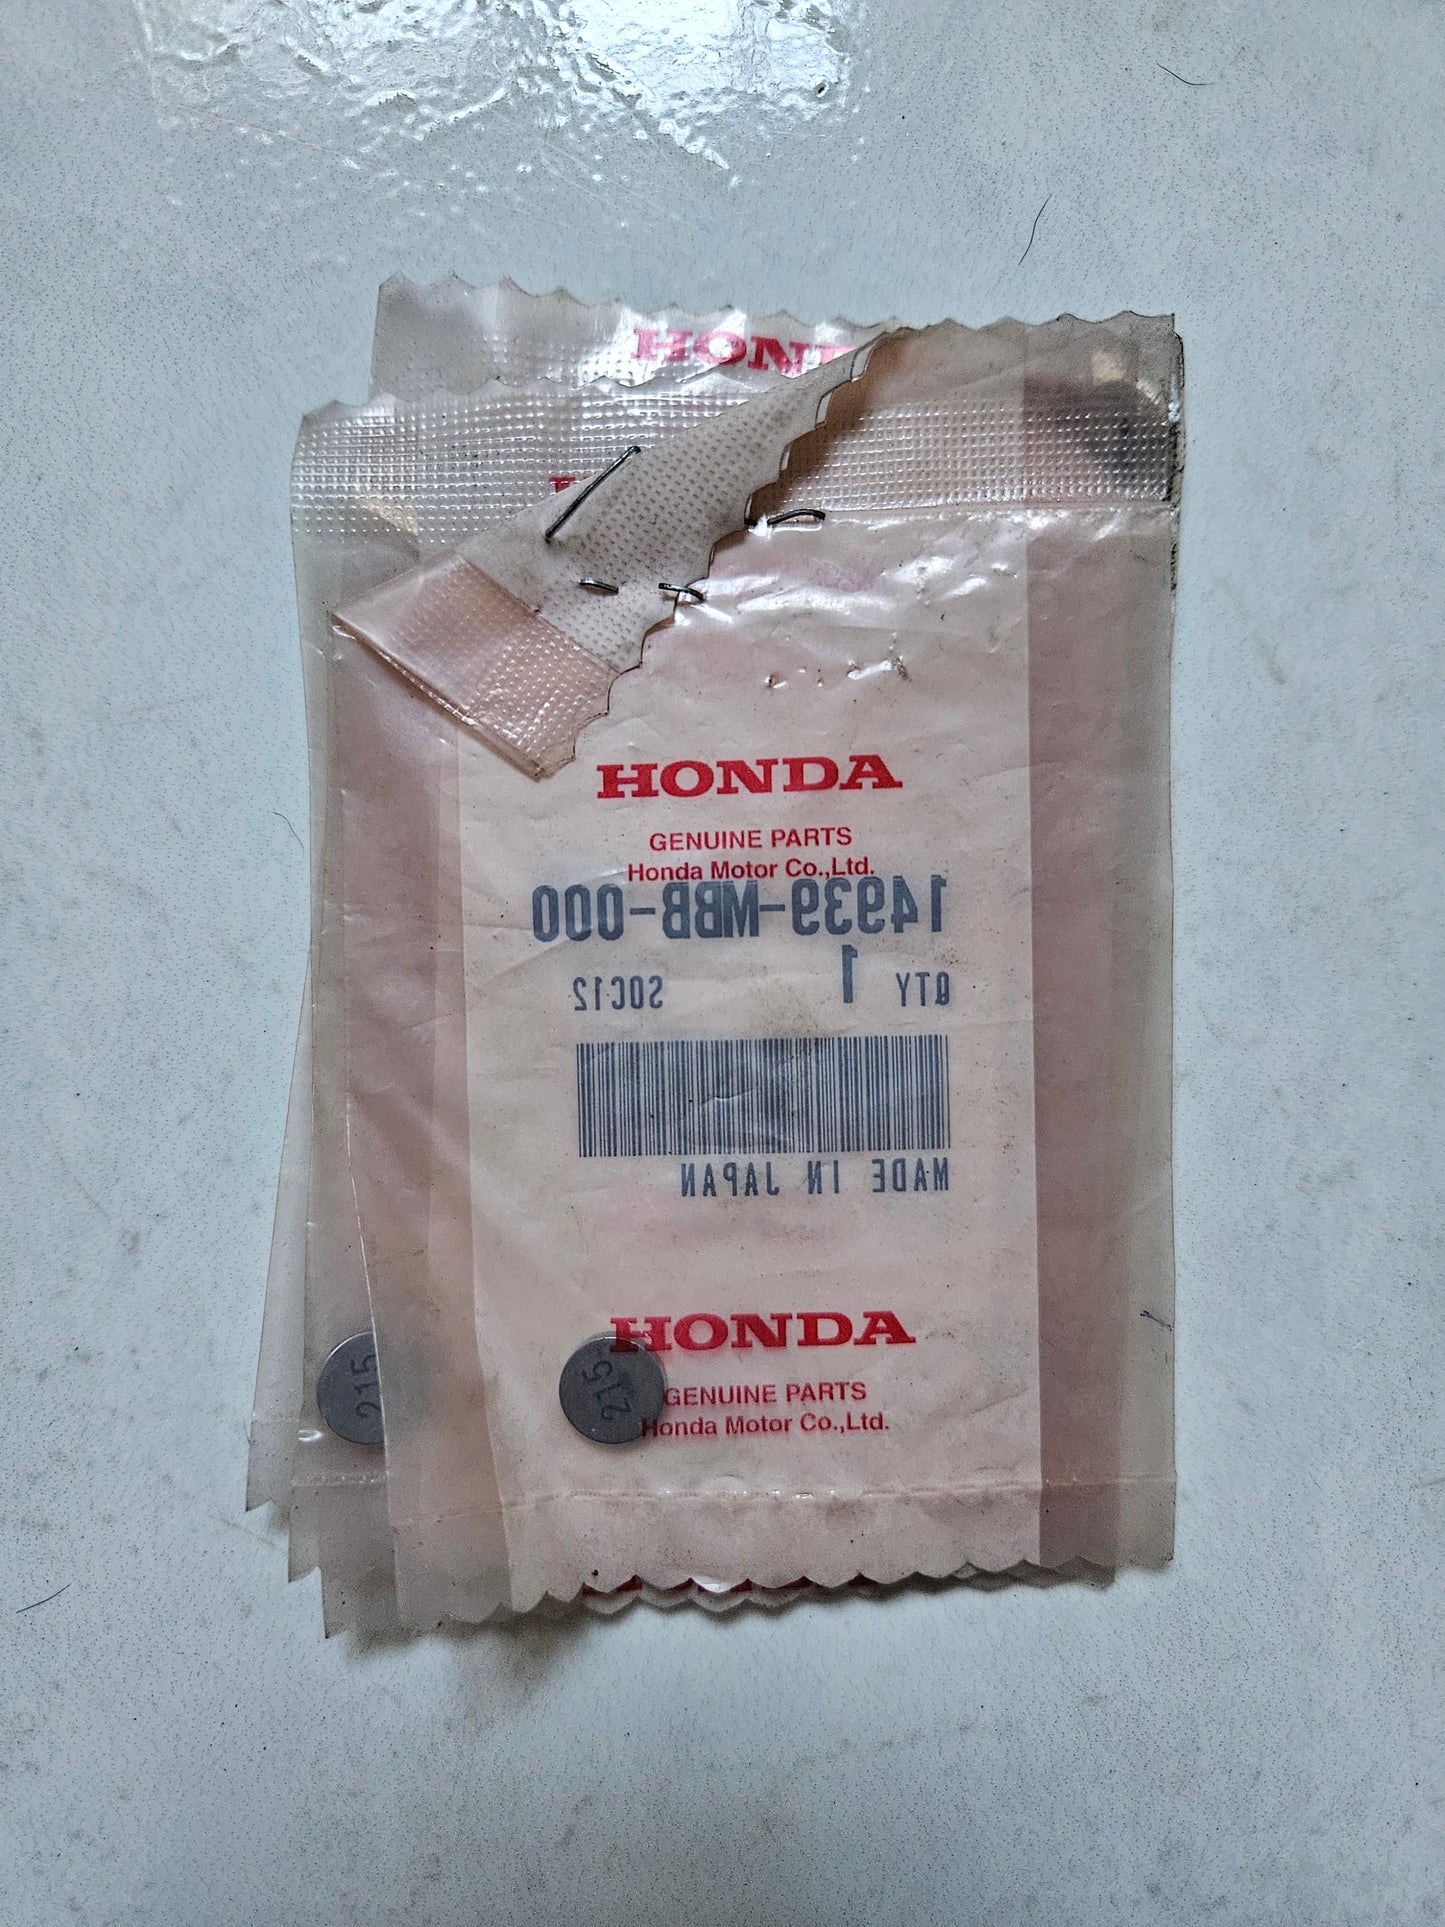 HON
HONDA
GENUINE PARTS
Honda Motor Co.,Ltd.
14939-MBB-000
QTY 1 SOC12
MADE IN JAPAN
HONDA
GENUINE PARTS
Honda Motor Co.,Ltd.
215
215